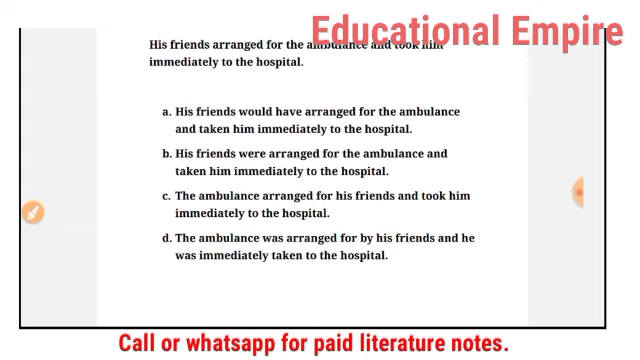 Educational Empire
His friends arranged for the ambulance and took him
immediately to the hospital.
a. His friends would have arranged for the ambulance
and taken him immediately to the hospital.
b. His friends were arranged for the ambulance and
taken him immediately to the hospital.
c. The ambulance arranged for his friends and took him
immediately to the hospital.
d. The ambulance was arranged for by his friends and he
was immediately taken to the hospital.
Call or whatsapp for paid literature notes.